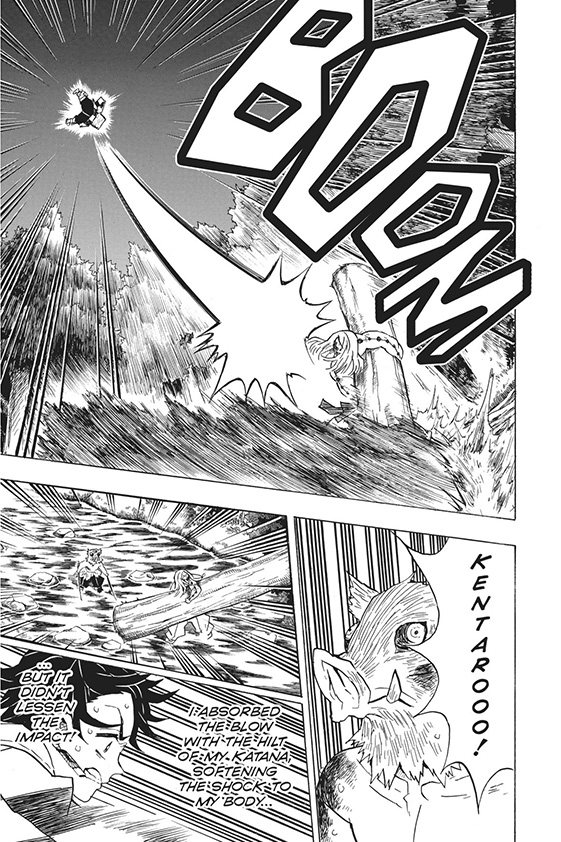 BOOM
KENTAROOO!
I ABSORBED
THE BLOW
WITH THE HILT
OF MY KATANA,
SOFTENING
THE SHOCK TO
MY BODY...
...
BUT IT
DIDN'T
LESSEN
THE
IMPACT!